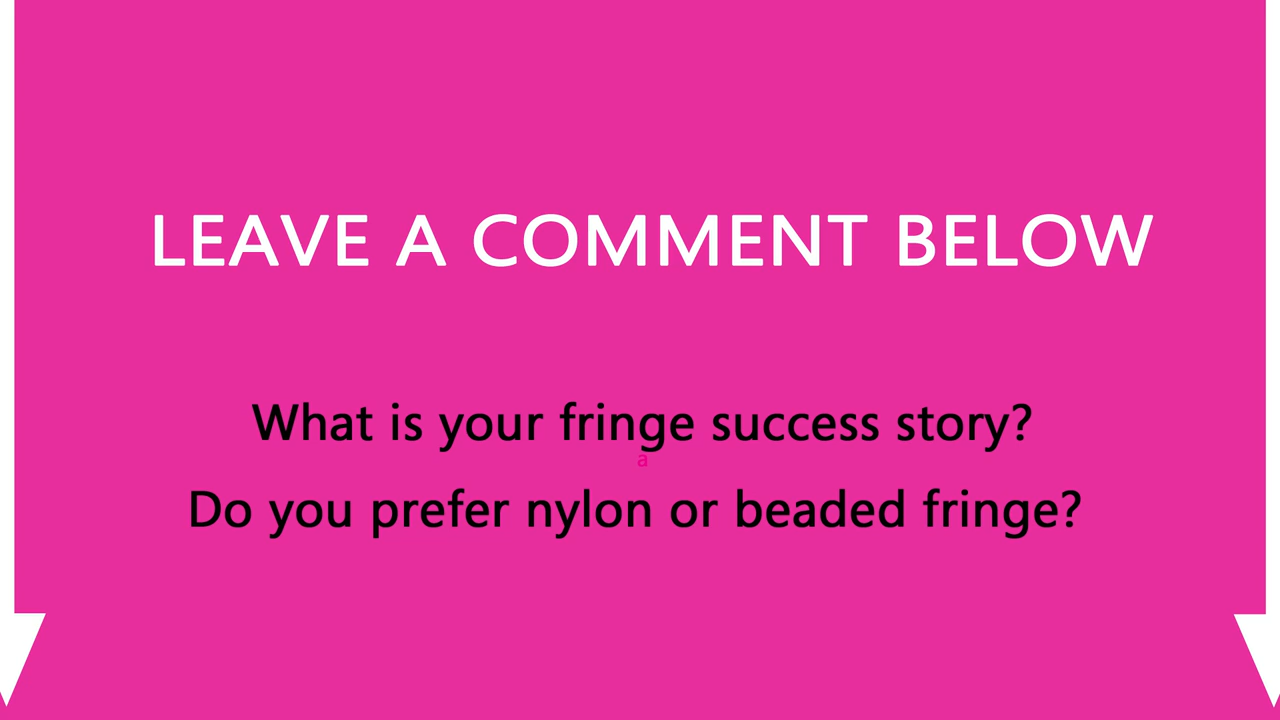 LEAVE A COMMENT BELOW
What is your fringe success story?
a
Do you prefer nylon or beaded fringe?